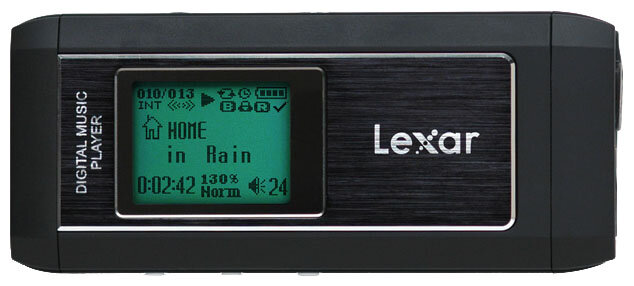 DIGITAL MUSIC
PLAYER
010/013
INT
B A
HOME
in Rain
0:02:42 130% Norm 24
Lexar